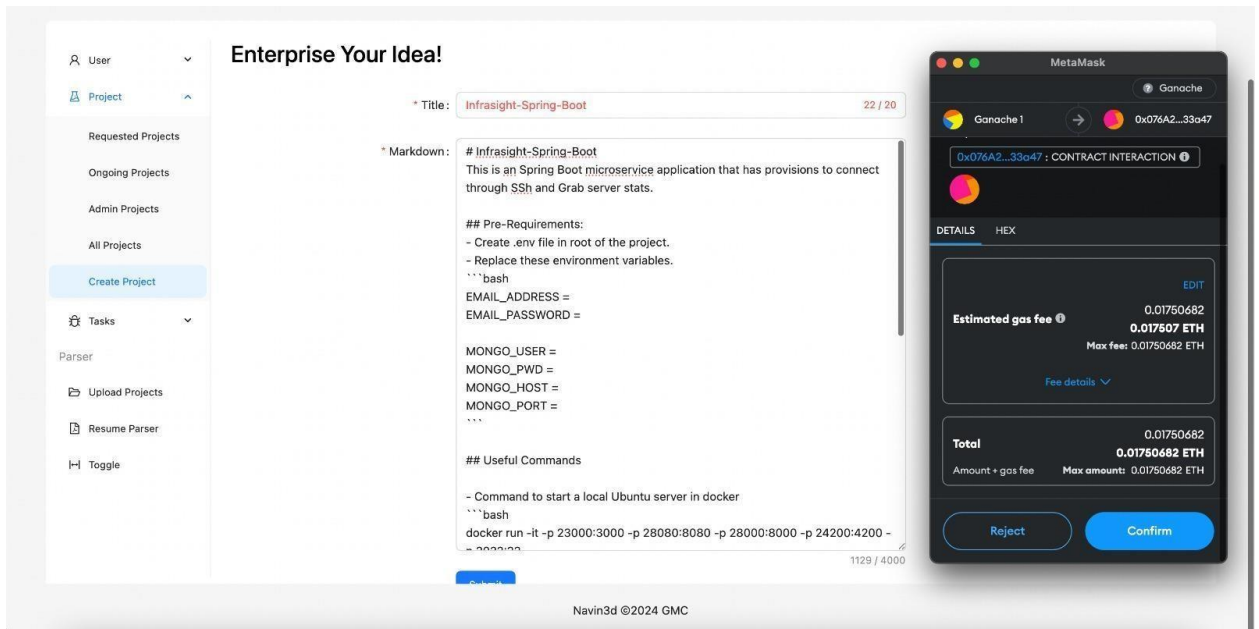 User
Project
Requested Projects
Ongoing Projects
Admin Projects
All Projects
Create Project
Tasks
Parser
Upload Projects
Resume Parser
Toggle
Enterprise Your Idea!
* Title :
Infrasight-Spring-Boot
22 / 20
* Markdown :
# Infrasight-Spring-Boot
This is an Spring Boot microservice application that has provisions to connect
through SSh and Grab server stats.
## Pre-Requirements:
- Create .env file in root of the project.
- Replace these environment variables.
```bash
EMAIL_ADDRESS =
EMAIL_PASSWORD =
MONGO_USER =
MONGO_PWD =
MONGO_HOST =
MONGO_PORT =
```
## Useful Commands
- Command to start a local Ubuntu server in docker
```bash
docker run -it -p 23000:3000 -p 28080:8080 -p 28000:8000 -p 24200:4200 -
p 2022:22
1129 / 4000
Submit
Navin3d ©2024 GMC
MetaMask
Ganache
Ganache 1
0x076A2...33a47
0x076A2...33a47 : CONTRACT INTERACTION
DETAILS HEX
EDIT
Estimated gas fee
0.01750682
0.017507 ETH
Max fee: 0.01750682 ETH
Fee details
Total
0.01750682
0.01750682 ETH
Amount + gas fee Max amount: 0.01750682 ETH
Reject
Confirm